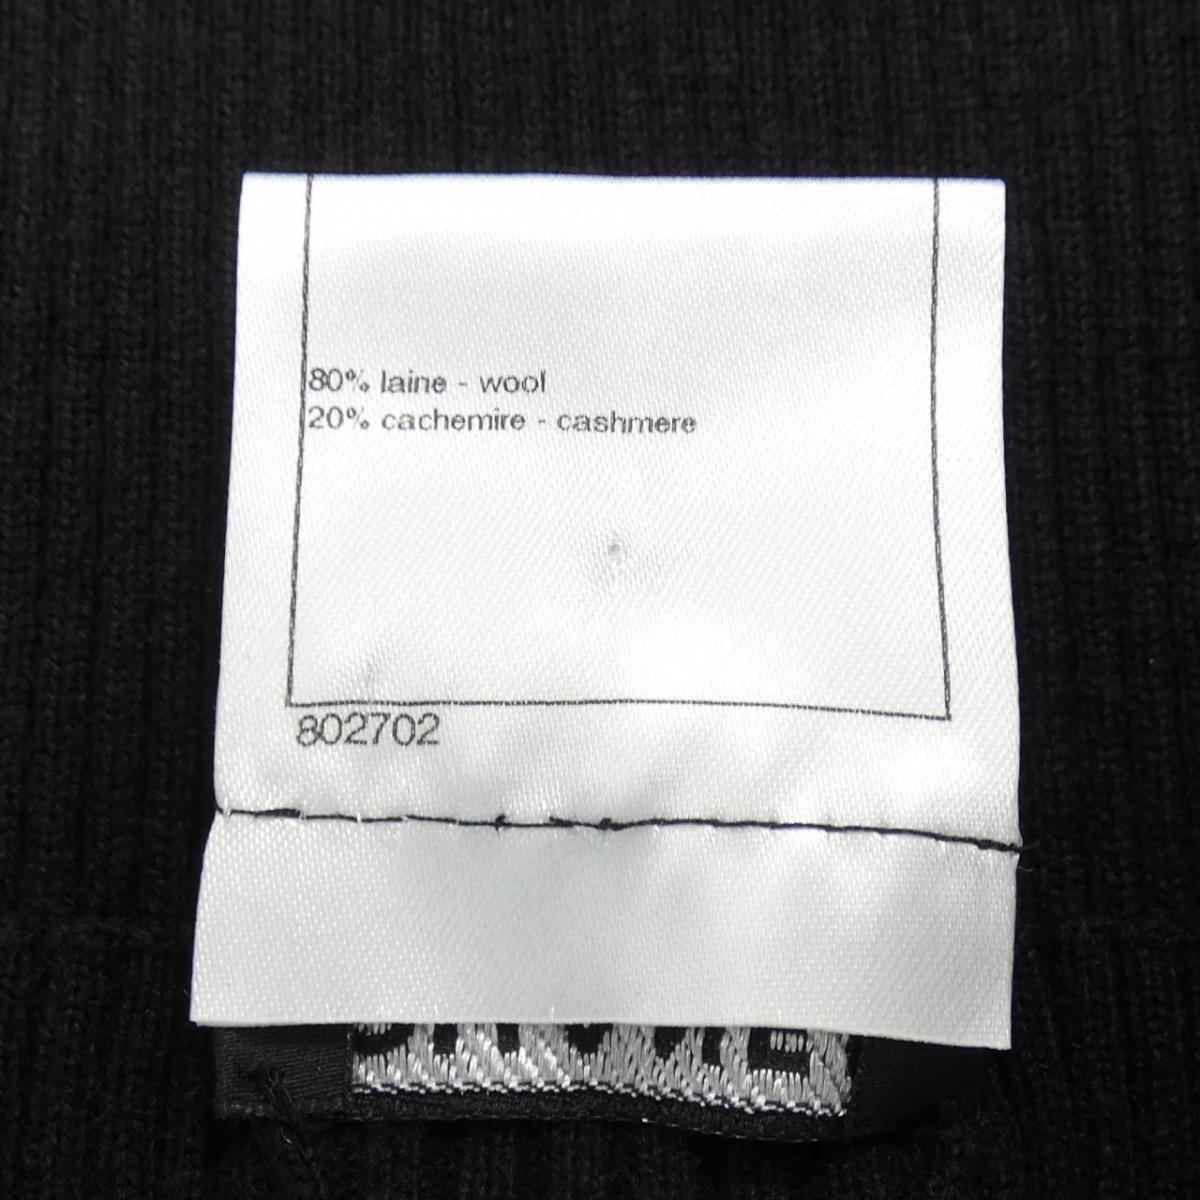 80% laine - wool
20% cachemire - cashmere
802702